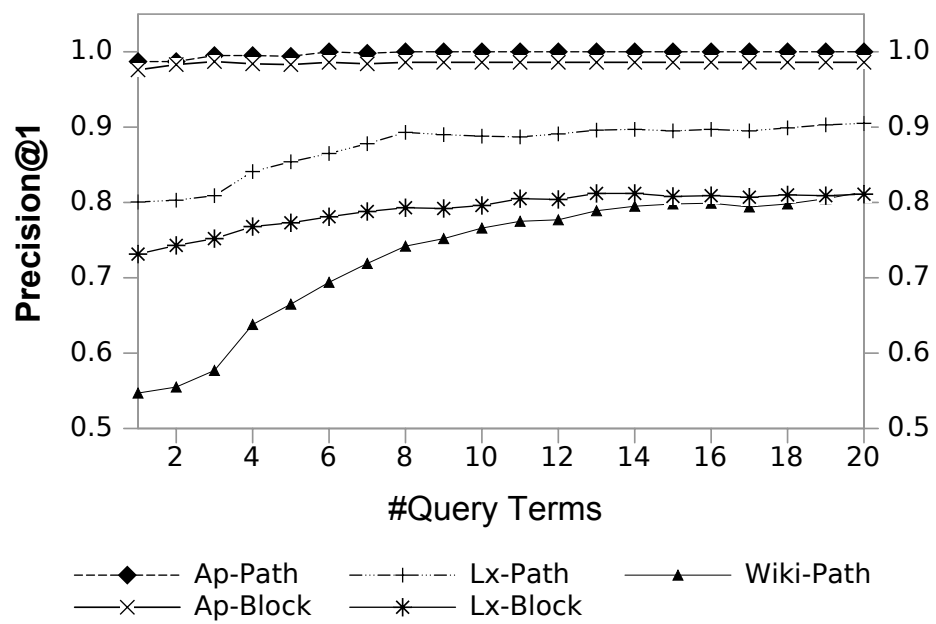 1.0 1.0
0.9 0.9
0.8 0.8
0.7 0.7
0.6 0.6
0.5 0.5
Precision@1
2 4 6 8 10 12 14 16 18 20
#Query Terms
Ap-Path Lx-Path Wiki-Path
Ap-Block Lx-Block